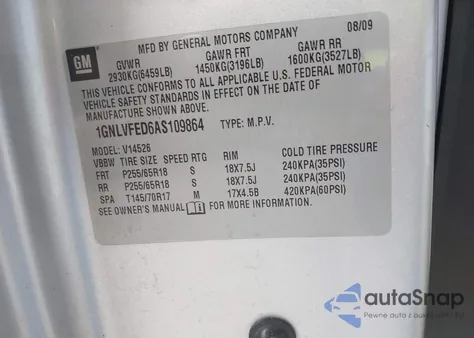 GM
MFD BY GENERAL MOTORS COMPANY 08/09
GVWR GAWR FRT GAWR RR
2930KG(6459LB) 1450KG(3196LB) 1600KG(3527LB)
THIS VEHICLE CONFORMS TO ALL APPLICABLE U.S. FEDERAL MOTOR
VEHICLE SAFETY STANDARDS IN EFFECT ON THE DATE OF
MANUFACTURE SHOWN ABOVE.
1GNLVFED6AS109864 TYPE: M.P.V.
MODEL: V14526
VBBW TIRE SIZE SPEED RTG RIM COLD TIRE PRESSURE
FRT P255/65R18 S 18X7.5J 240KPA(35PSI)
RR P255/65R18 S 18X7.5J 240KPA(35PSI)
SPA T145/70R17 M 17X4.5B 420KPA(60PSI)
SEE OWNER'S MANUAL FOR MORE INFORMATION.
autoSnap
Pewne auto z